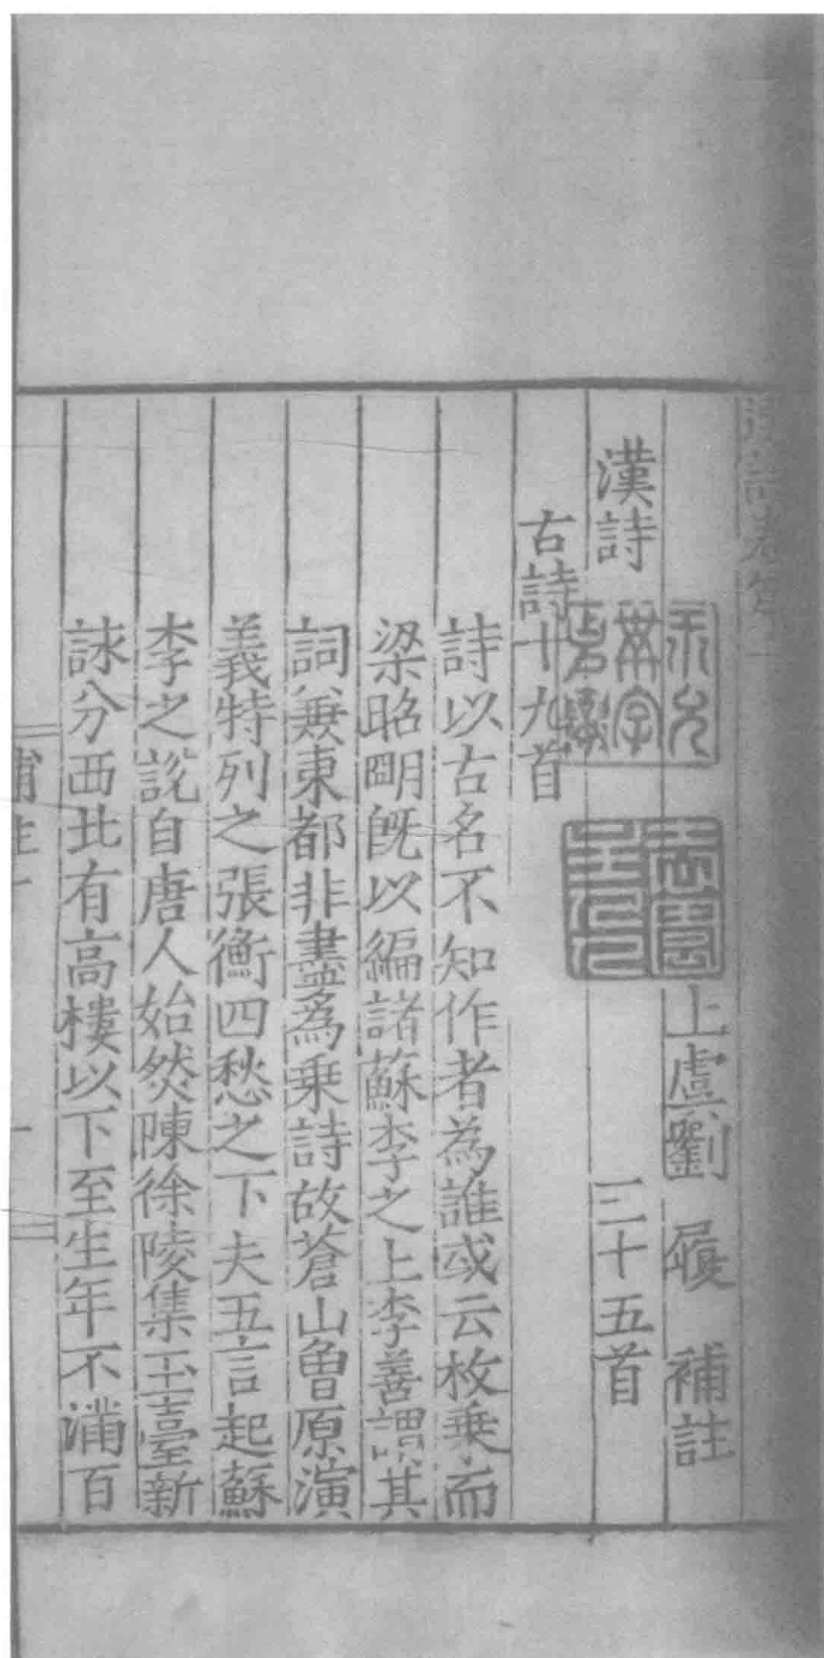 上虞劉 履 補註
漢詩 三十五首
古詩十九首
詩以古名不知作者為誰或云枚乗而
梁昭明旣以編諸蘇李之上李善謂其
詞兼東都非盡為乗詩故蒼山曾原演
義特列之張衡四愁之下夫五言起蘇
李之說自唐人始然陳徐陵集玉臺新
詠分西北有高樓以下至生年不滿百